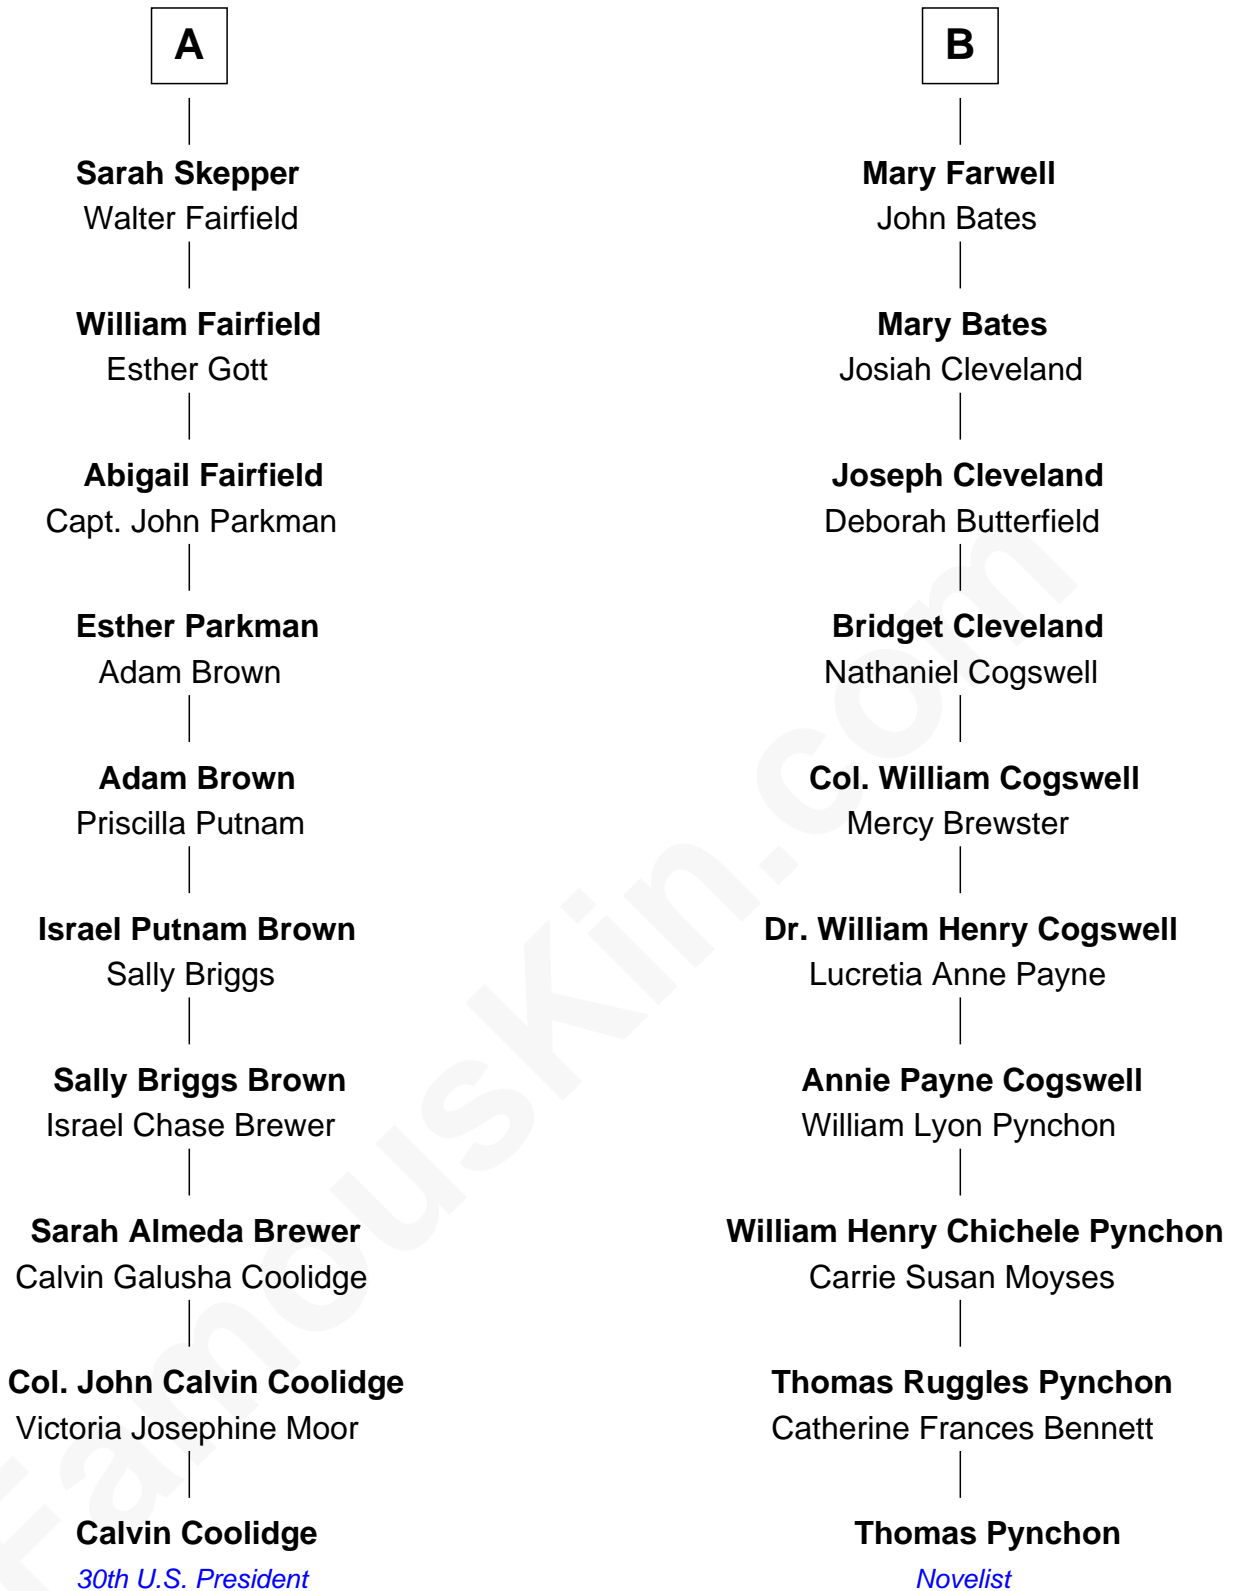 A
Sarah Skepper
Walter Fairfield
William Fairfield
Esther Gott
Abigail Fairfield
Capt. John Parkman
Esther Parkman
Adam Brown
Adam Brown
Priscilla Putnam
Israel Putnam Brown
Sally Briggs
Sally Briggs Brown
Israel Chase Brewer
Sarah Almeda Brewer
Calvin Galusha Coolidge
Col. John Calvin Coolidge
Victoria Josephine Moor
Calvin Coolidge
30th U.S. President
B
Mary Farwell
John Bates
Mary Bates
Josiah Cleveland
Joseph Cleveland
Deborah Butterfield
Bridget Cleveland
Nathaniel Cogswell
Col. William Cogswell
Mercy Brewster
Dr. William Henry Cogswell
Lucretia Anne Payne
Annie Payne Cogswell
William Lyon Pynchon
William Henry Chichele Pynchon
Carrie Susan Moyses
Thomas Ruggles Pynchon
Catherine Frances Bennett
Thomas Pynchon
Novelist
FamousKin.com